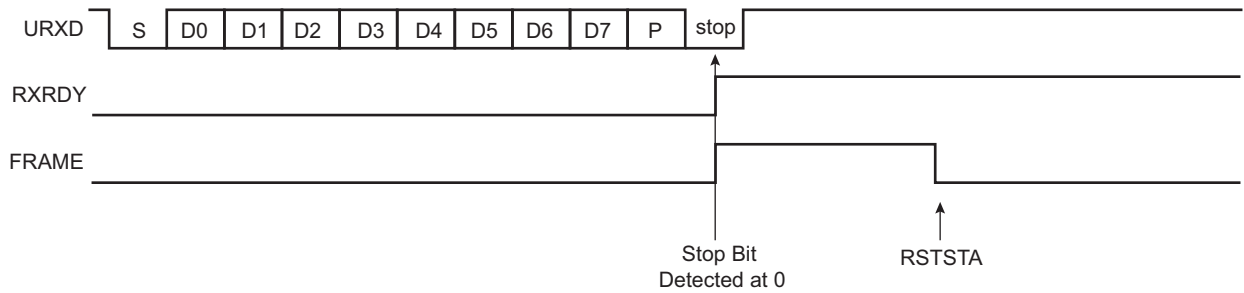 URXD S D0 D1 D2 D3 D4 D5 D6 D7 P stop
RXRDY
FRAME
Stop Bit
Detected at 0
RSTSTA